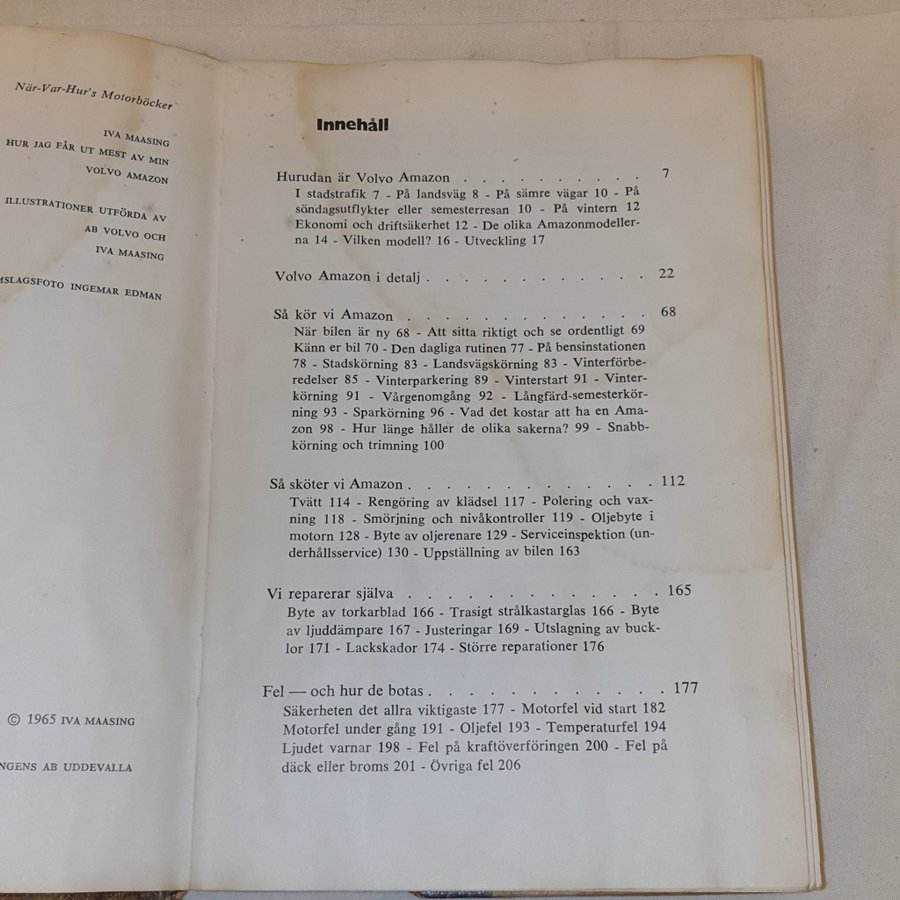 När-Var-Hur's Motorböcker
IVA MAASING
HUR JAG FÅR UT MEST AV MIN
VOLVO AMAZON
ILLUSTRATIONER UTFÖRDA AV
AB VOLVO OCH
IVA MAASING
INGEMAR EDMAN
© 1965 IVA MAASING
AB UDDEVALLA
Innehåll
Hurudan är Volvo Amazon . . . . . . . . . . 7
I stadstrafik 7 - På landsväg 8 - På sämre vägar 10 - På
söndagsutflykter eller semesterresan 10 - På vintern 12
Ekonomi och driftsäkerhet 12 - De olika Amazonmodeller-
na 14 - Vilken modell? 16 - Utveckling 17
Volvo Amazon i detalj . . . . . . . . . . . . 22
Så kör vi Amazon . . . . . . . . . . . . 68
När bilen är ny 68 - Att sitta riktigt och se ordentligt 69
Känn er bil 70 - Den dagliga rutinen 77 - På bensinstationen
78 - Stadskörning 83 - Landsvägskörning 83 - Vinterförbe-
redelser 85 - Vinterparkering 89 - Vinterstart 91 - Vinter-
körning 91 - Vårgenomgång 92 - Långfärd-semesterkör-
ning 93 - Sparkörning 96 - Vad det kostar att ha en Ama-
zon 98 - Hur länge håller de olika sakerna? 99 - Snabb-
körning och trimning 100
Så sköter vi Amazon . . . . . . . . . . . . . 112
Tvätt 114 - Rengöring av klädsel 117 - Polering och vax-
ning 118 - Smörjning och nivåkontroller 119 - Oljebyte i
motorn 128 - Byte av oljerenare 129 - Serviceinspektion (un-
derhållsservice) 130 - Uppställning av bilen 163
Vi reparerar själva . . . . . . . . . . . . . 165
Byte av torkarblad 166 - Trasigt strålkastarglas 166 - Byte
av ljuddämpare 167 - Justeringar 169 - Utslagning av buck-
lor 171 - Lackskador 174 - Större reparationer 176
Fel — och hur de botas . . . . . . . . . . . . 177
Säkerheten det allra viktigaste 177 - Motorfel vid start 182
Motorfel under gång 191 - Oljefel 193 - Temperaturfel 194
Ljudet varnar 198 - Fel på kraftöverföringen 200 - Fel på
däck eller broms 201 - Övriga fel 206